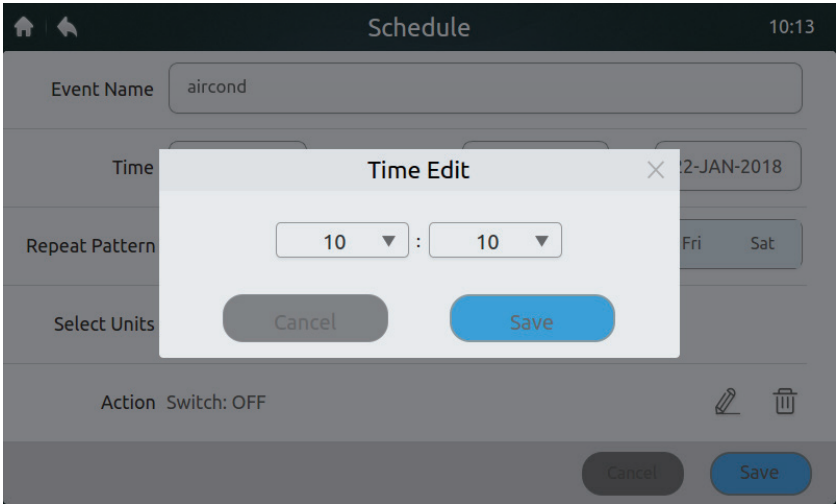 Schedule 10:13
Event Name aircond
Time 22-JAN-2018
Time Edit
Repeat Pattern Fri Sat
10 : 10
Select Units
Cancel Save
Action Switch: OFF
Cancel Save